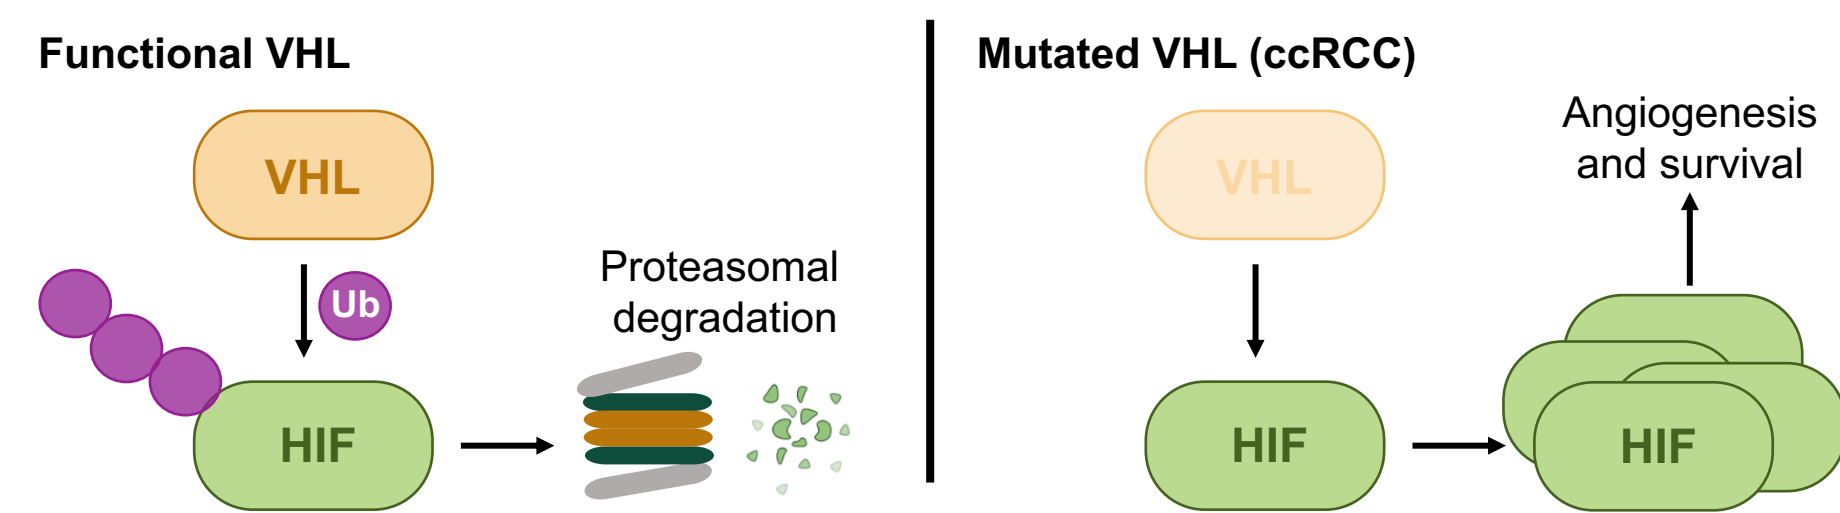 Functional VHL
VHL
Ub
HIF
Proteasomal
degradation
Mutated VHL (ccRCC)
VHL
HIF
Angiogenesis
and survival
HIF